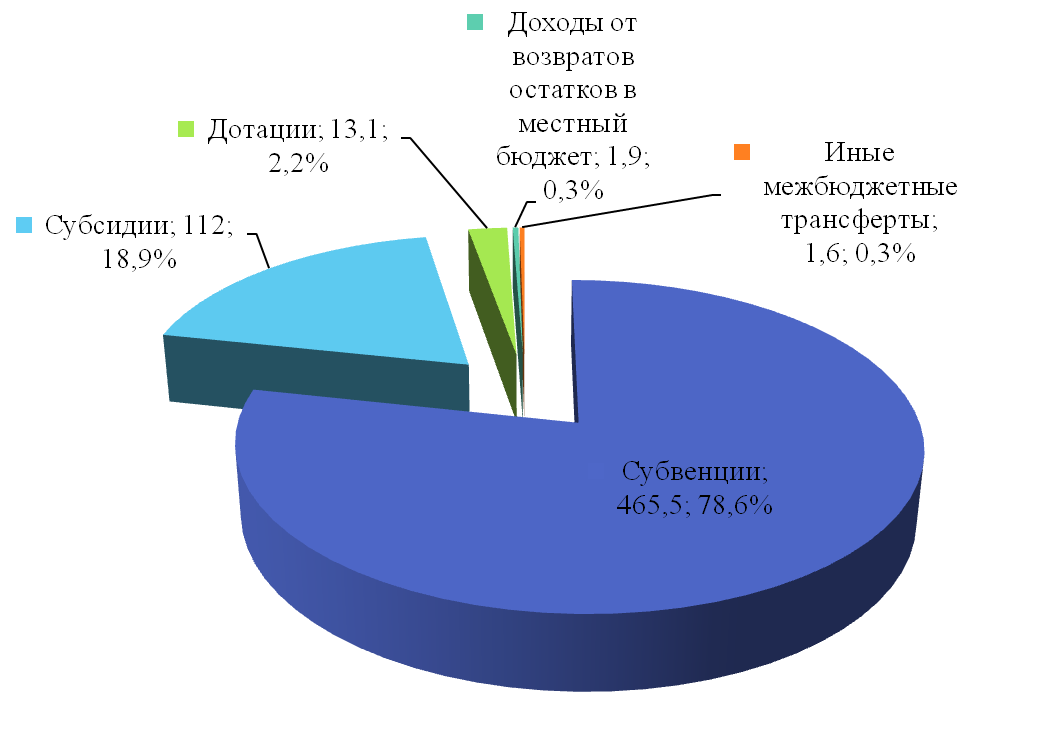 Доходы от
возвратов
остатков в
местный
бюджет; 1,9;
0,3%
Дотации; 13,1;
2,2%
Иные
межбюджетные
трансферты;
1,6; 0,3%
Субсидии; 112;
18,9%
Субвенции;
465,5; 78,6%